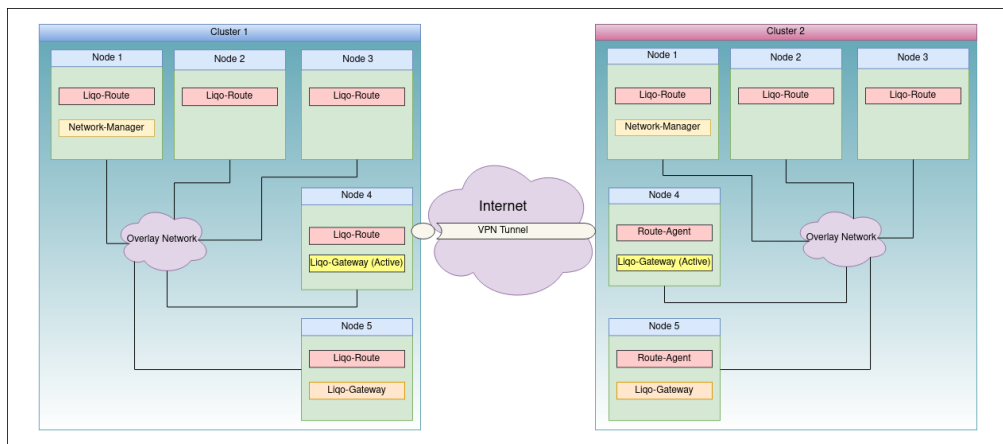 Cluster 1
Node 1
Liqo-Route
Network-Manager
Node 2
Liqo-Route
Node 3
Liqo-Route
Overlay Network
Node 4
Liqo-Route
Liqo-Gateway (Active)
Node 5
Liqo-Route
Liqo-Gateway
Internet
VPN Tunnel
Cluster 2
Node 1
Liqo-Route
Network-Manager
Node 2
Liqo-Route
Node 3
Liqo-Route
Node 4
Route-Agent
Liqo-Gateway (Active)
Overlay Network
Node 5
Route-Agent
Liqo-Gateway